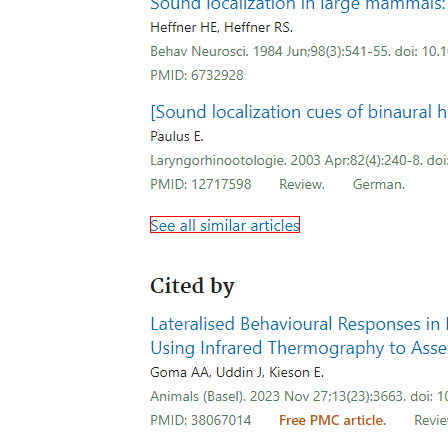 Sound localization in large mammals:
Heffner HE, Heffner RS.
Behav Neurosci. 1984 Jun;98(3):541-55. doi: 10.1
PMID: 6732928
[Sound localization cues of binaural h
Paulus E.
Laryngorhinootologie. 2003 Apr;82(4):240-8. doi:
PMID: 12717598 Review. German.
See all similar articles
Cited by
Lateralised Behavioural Responses in
Using Infrared Thermography to Asse
Goma AA, Uddin J, Kieson E.
Animals (Basel). 2023 Nov 27;13(23):3663. doi: 10
PMID: 38067014 Free PMC article. Revie